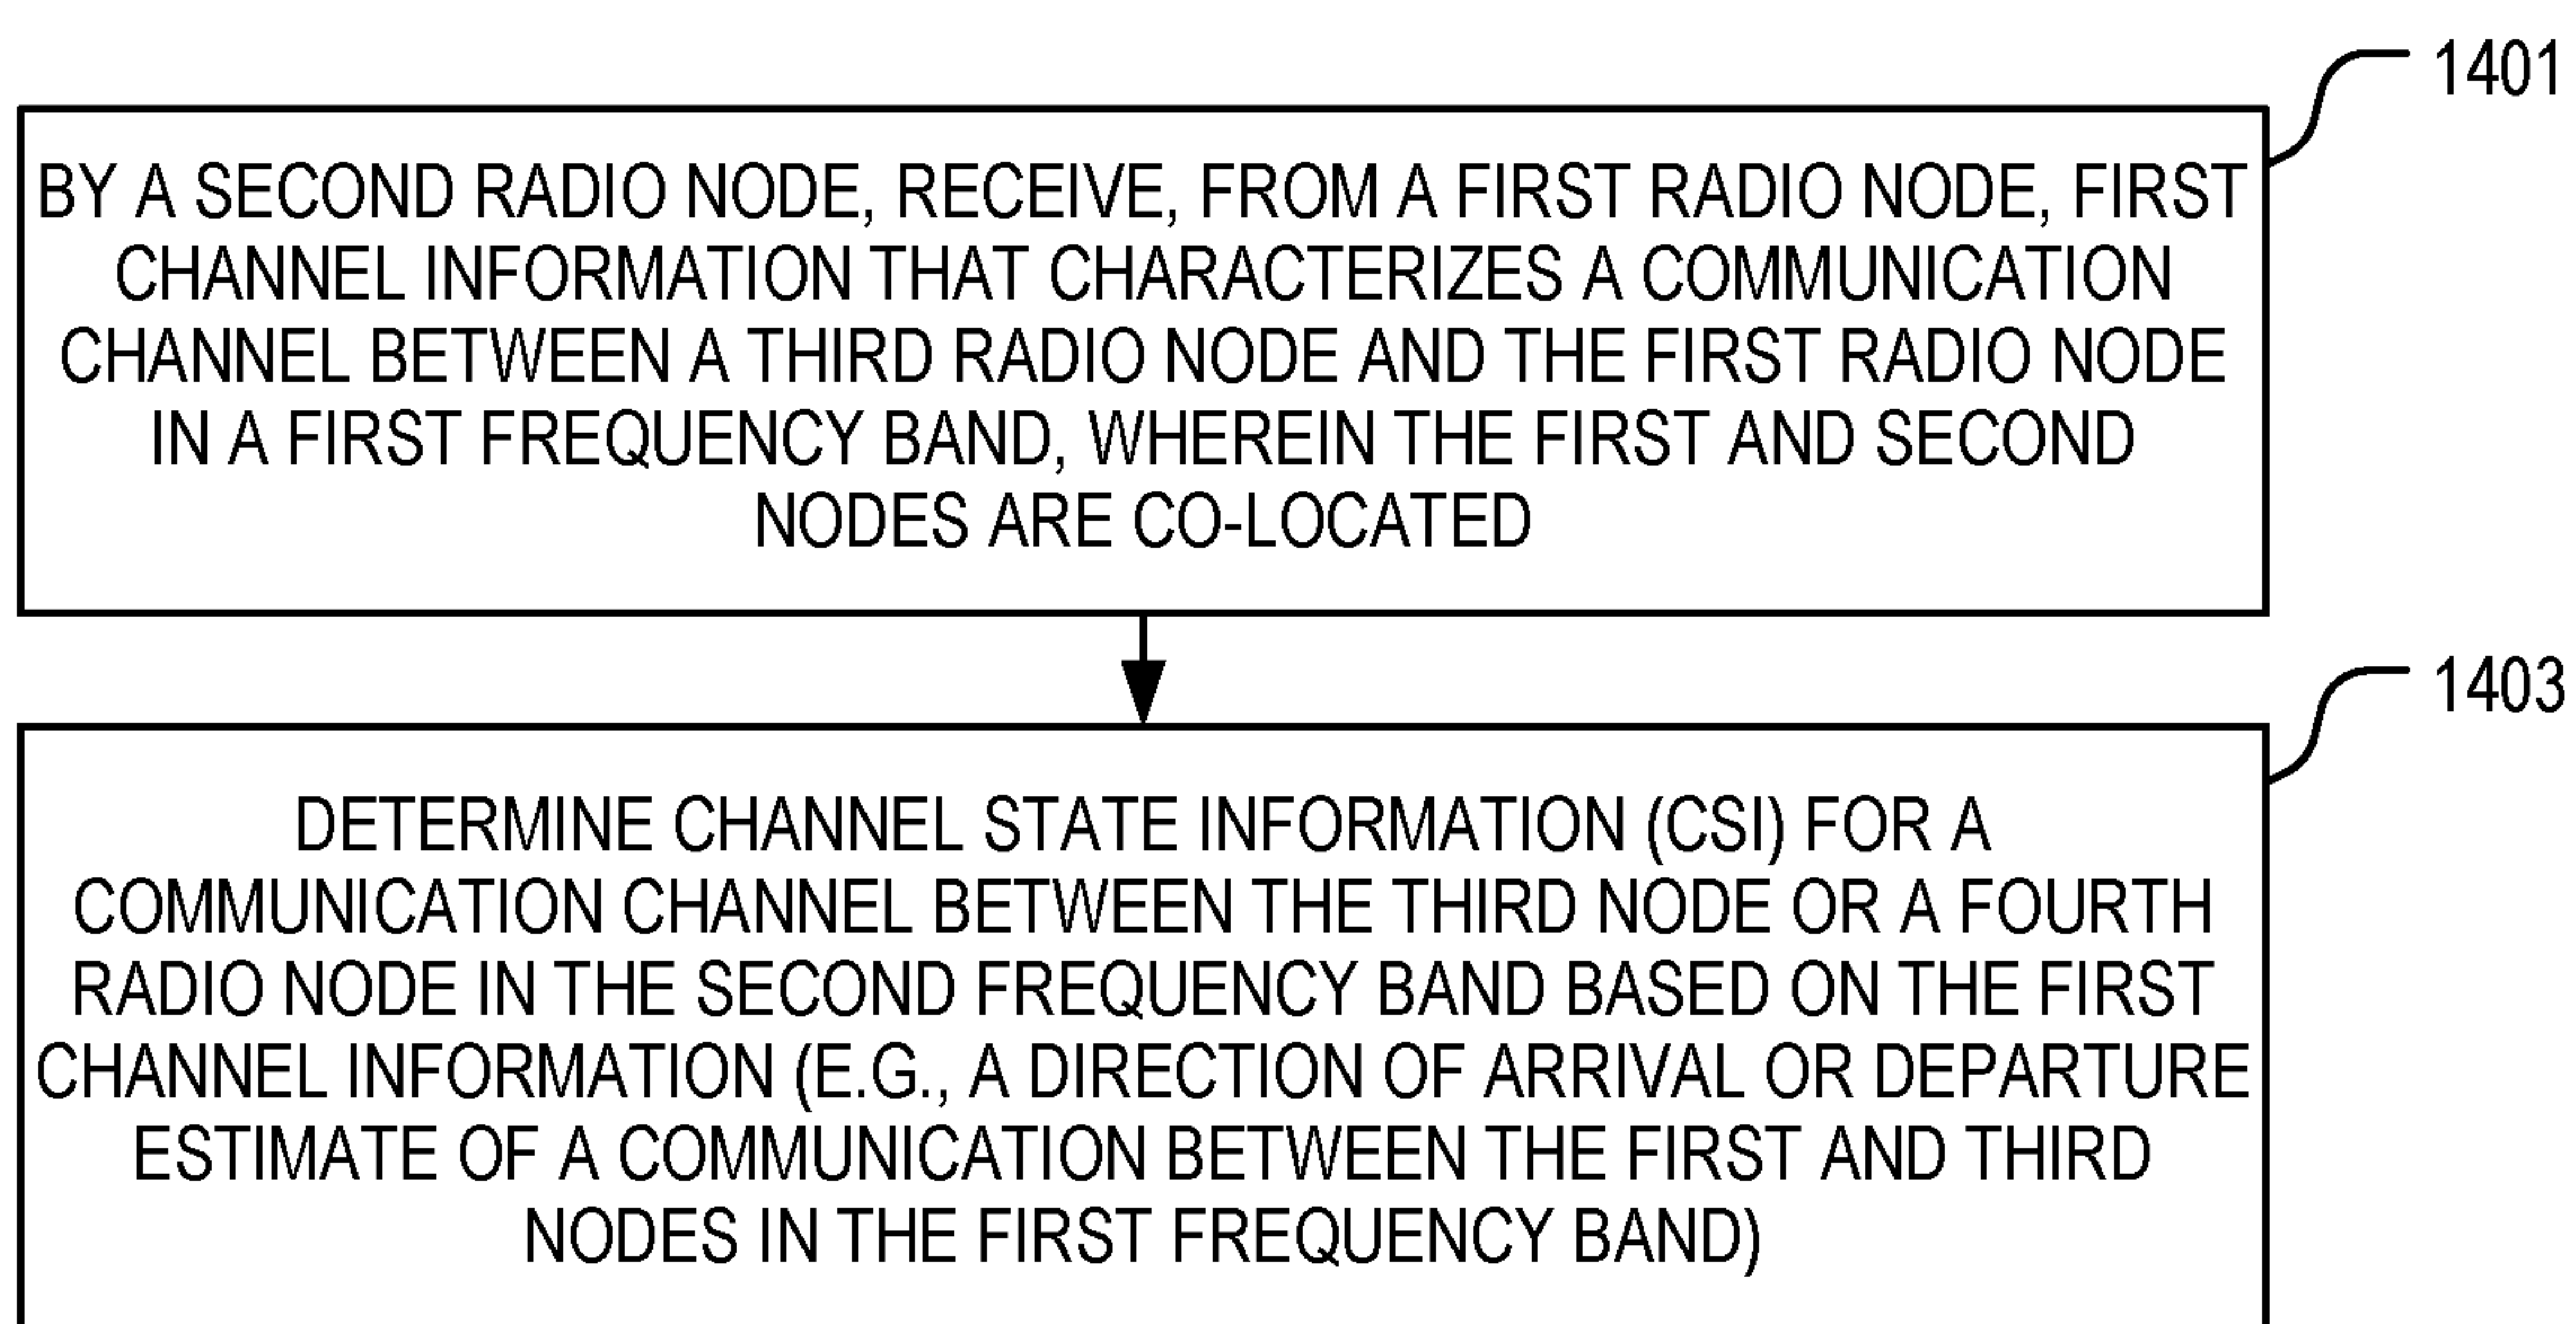 1401
BY A SECOND RADIO NODE, RECEIVE, FROM A FIRST RADIO NODE, FIRST
CHANNEL INFORMATION THAT CHARACTERIZES A COMMUNICATION
CHANNEL BETWEEN A THIRD RADIO NODE AND THE FIRST RADIO NODE
IN A FIRST FREQUENCY BAND, WHEREIN THE FIRST AND SECOND
NODES ARE CO-LOCATED
1403
DETERMINE CHANNEL STATE INFORMATION (CSI) FOR A
COMMUNICATION CHANNEL BETWEEN THE THIRD NODE OR A FOURTH
RADIO NODE IN THE SECOND FREQUENCY BAND BASED ON THE FIRST
CHANNEL INFORMATION (E.G., A DIRECTION OF ARRIVAL OR DEPARTURE
ESTIMATE OF A COMMUNICATION BETWEEN THE FIRST AND THIRD
NODES IN THE FIRST FREQUENCY BAND)